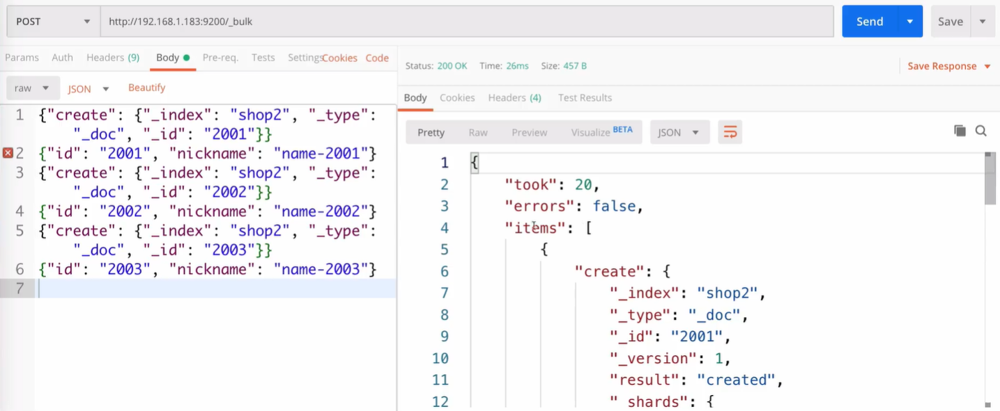 POST
http://192.168.1.183:9200/_bulk
Send
Save
Params Auth Headers (9) Body Pre-req. Tests Settings Cookies Code
raw JSON Beautify
1 {"create": {"_index": "shop2", "_type":
"_doc", "_id": "2001"}}
2 {"id": "2001", "nickname": "name-2001"}
3 {"create": {"_index": "shop2", "_type":
"_doc", "_id": "2002"}}
4 {"id": "2002", "nickname": "name-2002"}
5 {"create": {"_index": "shop2", "_type":
"_doc", "_id": "2003"}}
6 {"id": "2003", "nickname": "name-2003"}
7
Status: 200 OK Time: 26ms Size: 457 B Save Response
Body Cookies Headers (4) Test Results
Pretty Raw Preview Visualize BETA JSON
1 {
2 "took": 20,
3 "errors": false,
4 "items": [
5 {
6 "create": {
7 "_index": "shop2",
8 "_type": "_doc",
9 "_id": "2001",
10 "_version": 1,
11 "result": "created",
12 "_shards": {